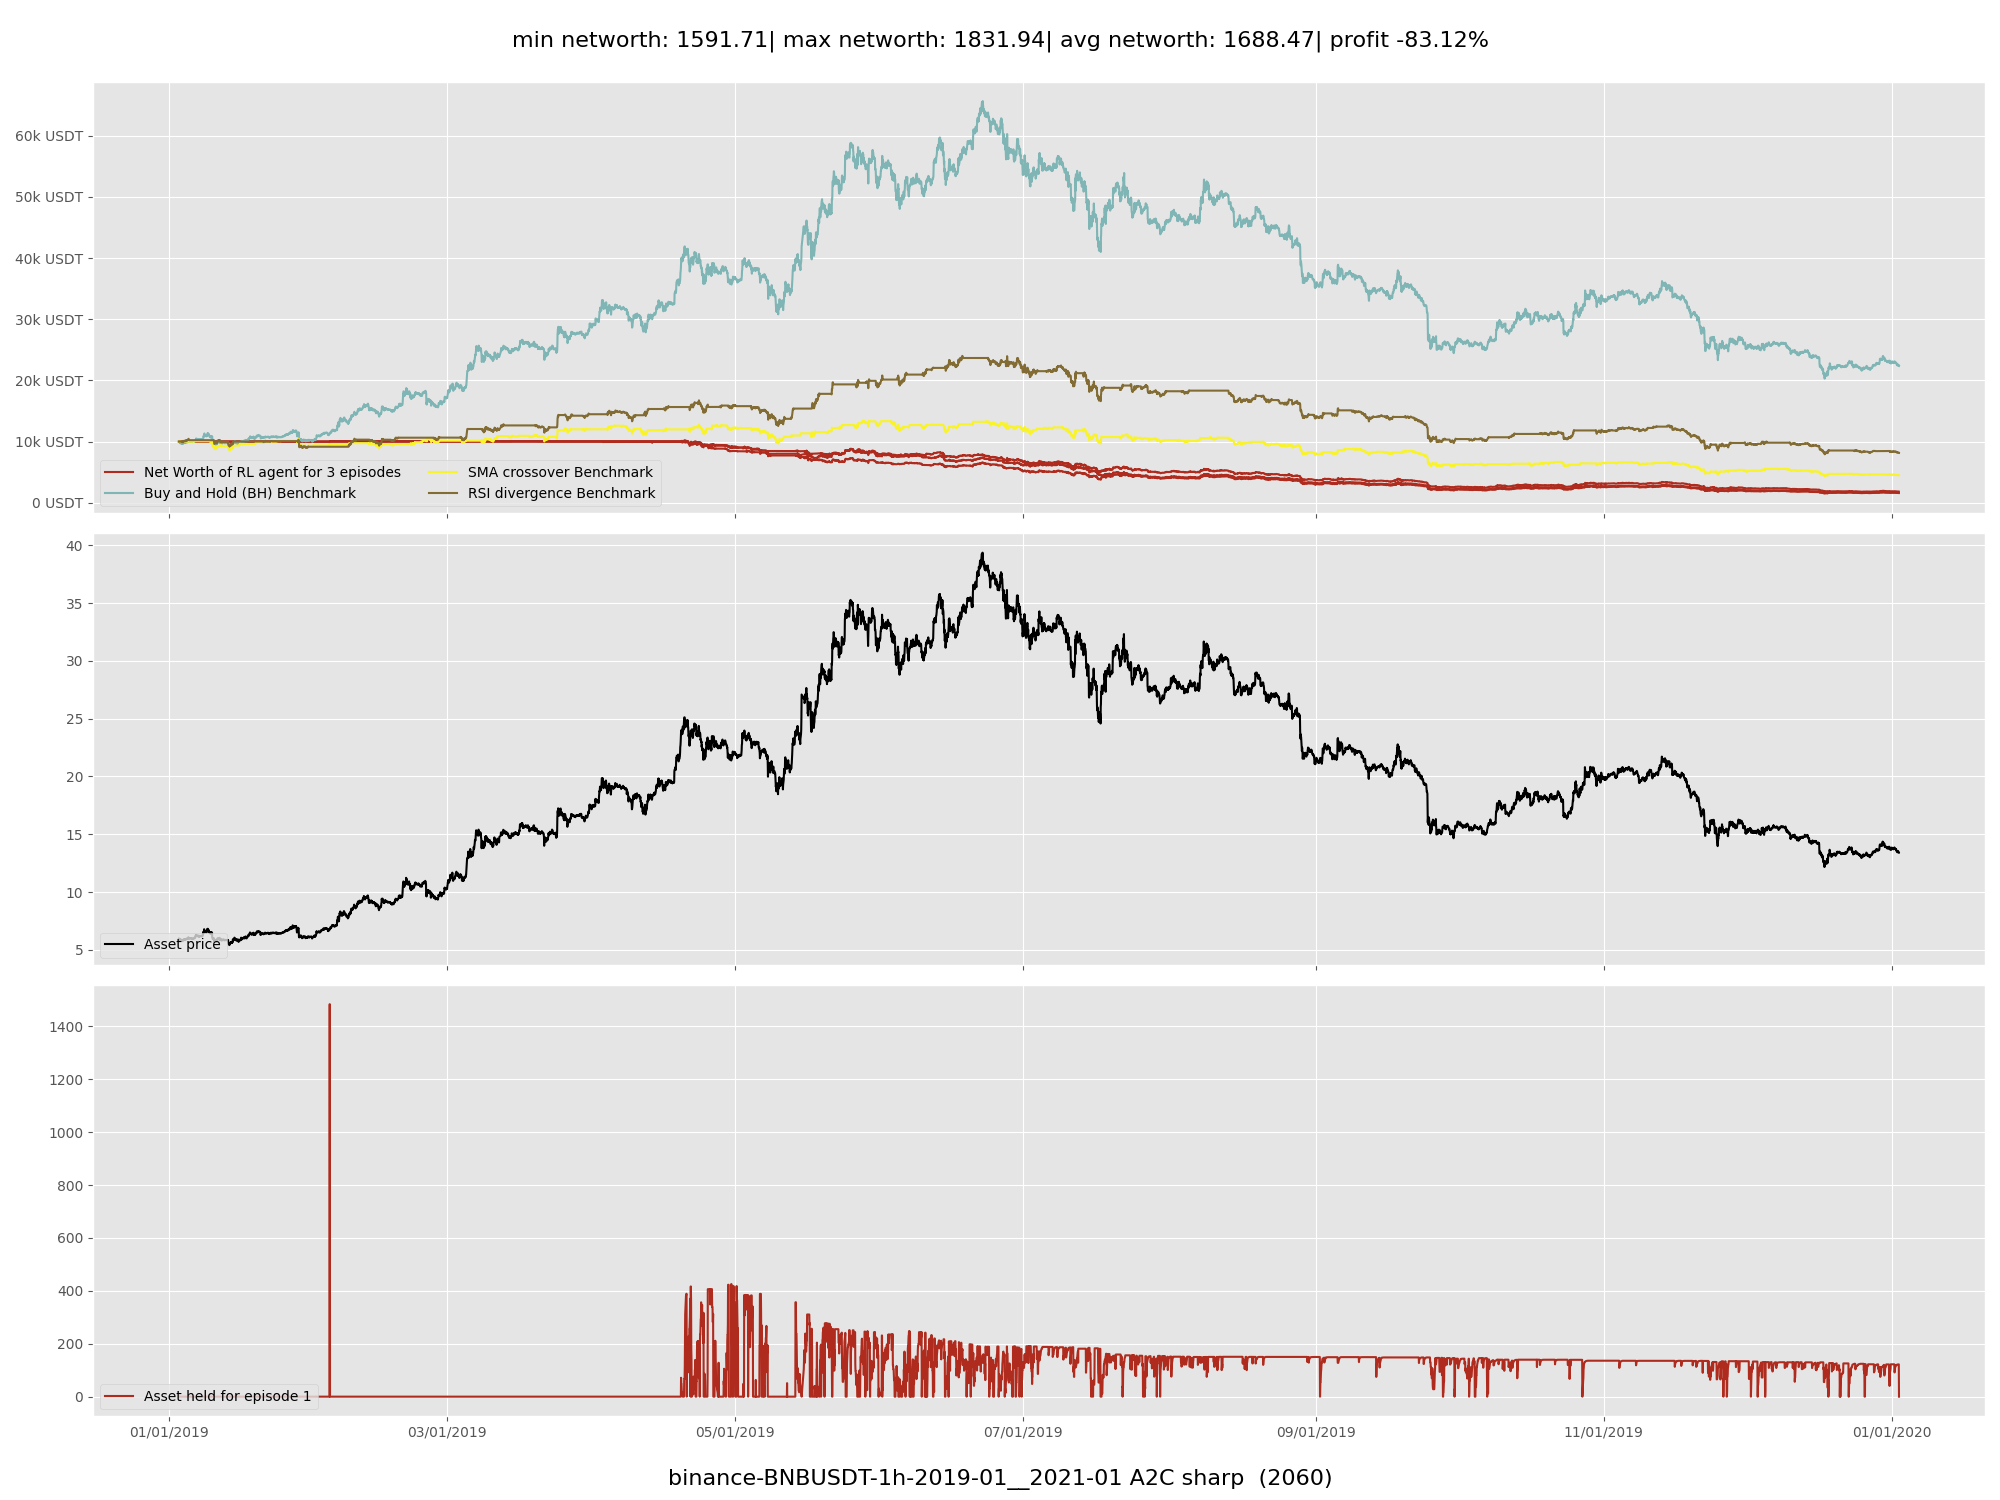 min networth: 1591.71| max networth: 1831.94| avg networth: 1688.47| profit -83.12%
60k USDT
50k USDT
40k USDT
30k USDT
20k USDT
10k USDT
0 USDT
Net Worth of RL agent for 3 episodes
Buy and Hold (BH) Benchmark
SMA crossover Benchmark
RSI divergence Benchmark
40
35
30
25
20
15
10
5
Asset price
1400
1200
1000
800
600
400
200
0
Asset held for episode 1
01/01/2019
03/01/2019
05/01/2019
07/01/2019
09/01/2019
11/01/2019
01/01/2020
binance-BNBUSDT-1h-2019-01__2021-01 A2C sharp  (2060)